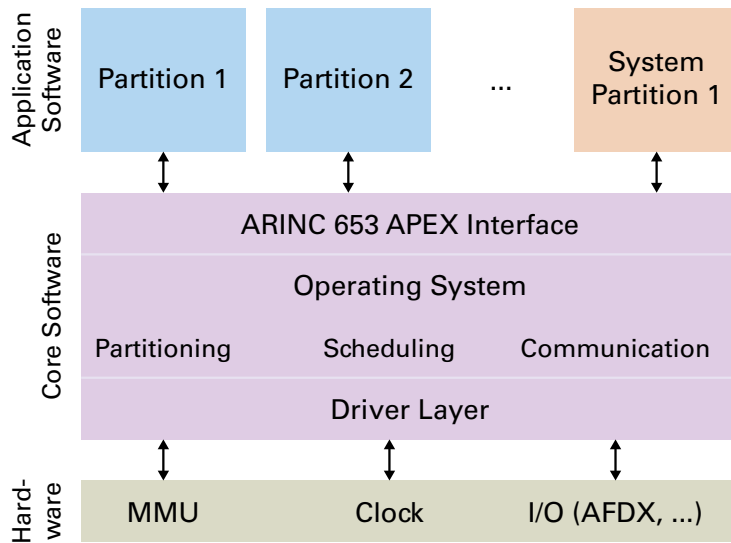 Application
Software
Partition 1
Partition 2
...
System
Partition 1
Core Software
ARINC 653 APEX Interface
Operating System
Partitioning
Scheduling
Communication
Driver Layer
Hard-
ware
MMU
Clock
I/O (AFDX, ...)